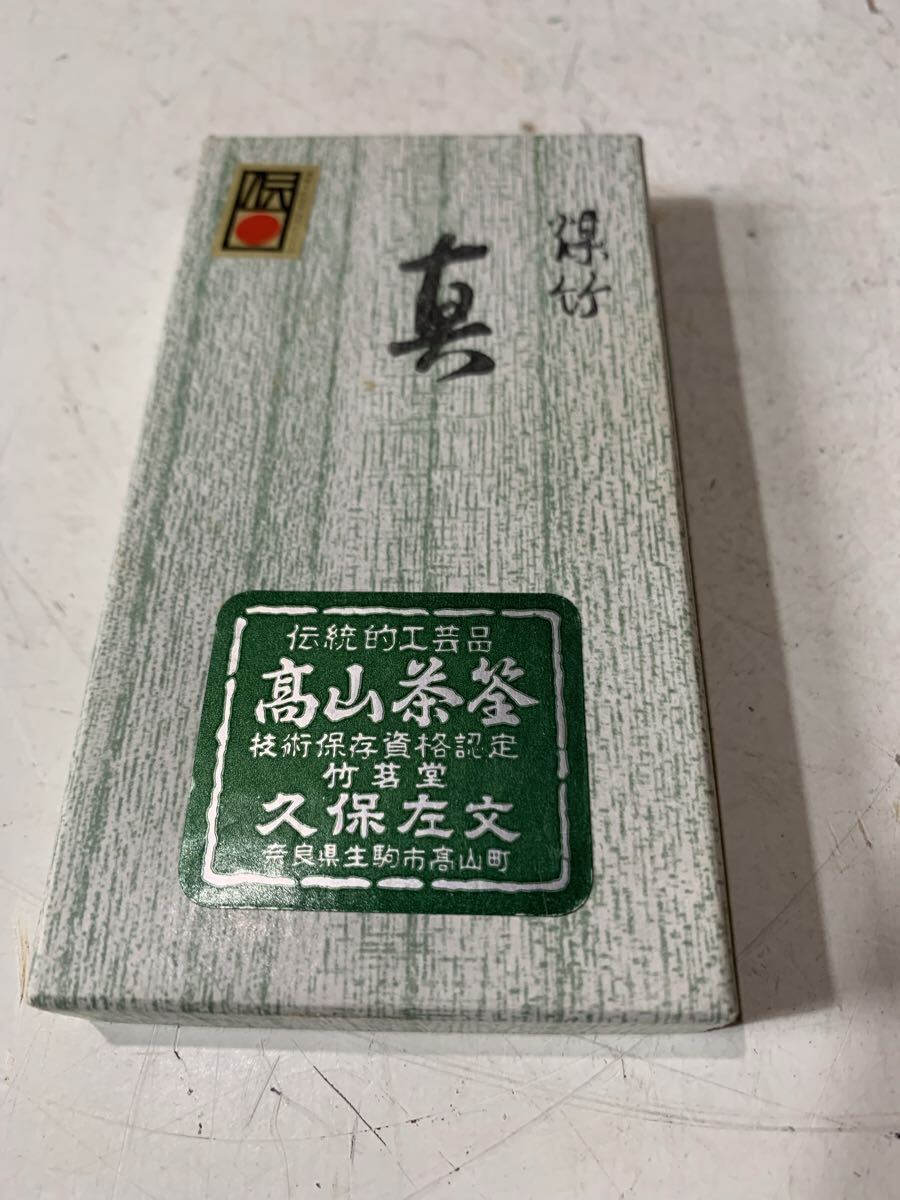 伝
煤竹
真
伝統的工芸品
髙山茶筌
技術保存資格認定
竹茗堂
久保左文
奈良県生駒市高山町